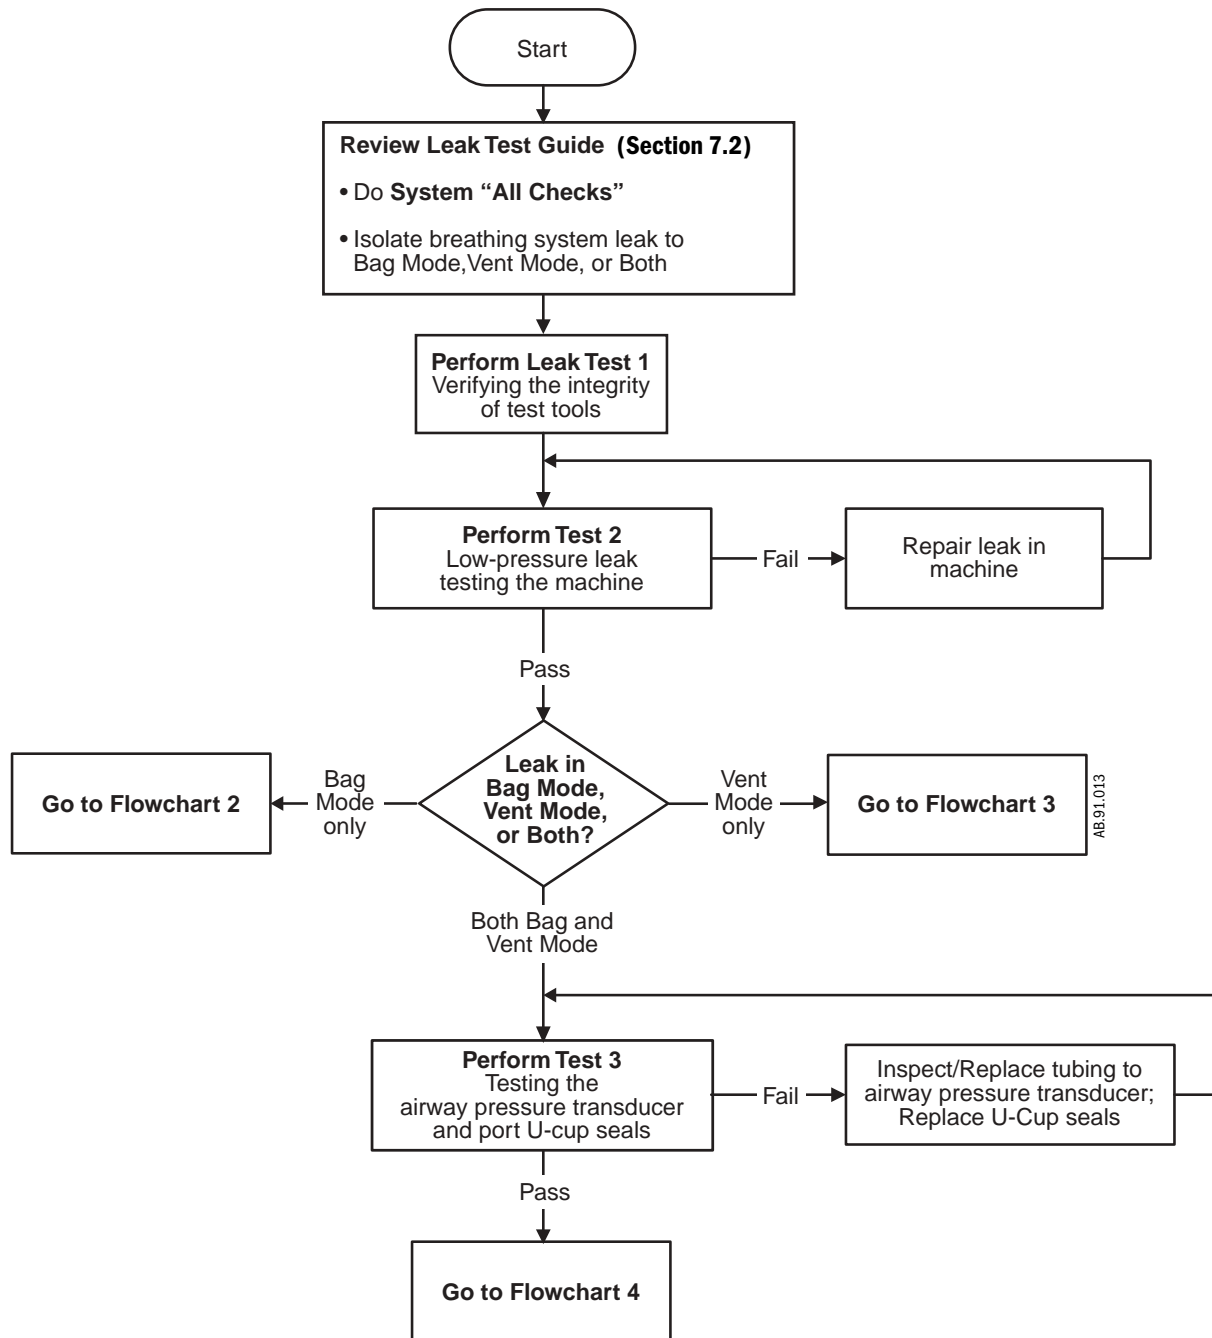 Start
Review Leak Test Guide (Section 7.2)
• Do System “All Checks”
• Isolate breathing system leak to
Bag Mode,Vent Mode, or Both
Perform Leak Test 1
Verifying the integrity
of test tools
Perform Test 2
Low-pressure leak
testing the machine
Fail
Repair leak in
machine
Pass
Go to Flowchart 2
Bag
Mode
only
Leak in
Bag Mode,
Vent Mode,
or Both?
Vent
Mode
only
Go to Flowchart 3
AB.91.013
Both Bag and
Vent Mode
Perform Test 3
Testing the
airway pressure transducer
and port U-cup seals
Fail
Inspect/Replace tubing to
airway pressure transducer;
Replace U-Cup seals
Pass
Go to Flowchart 4